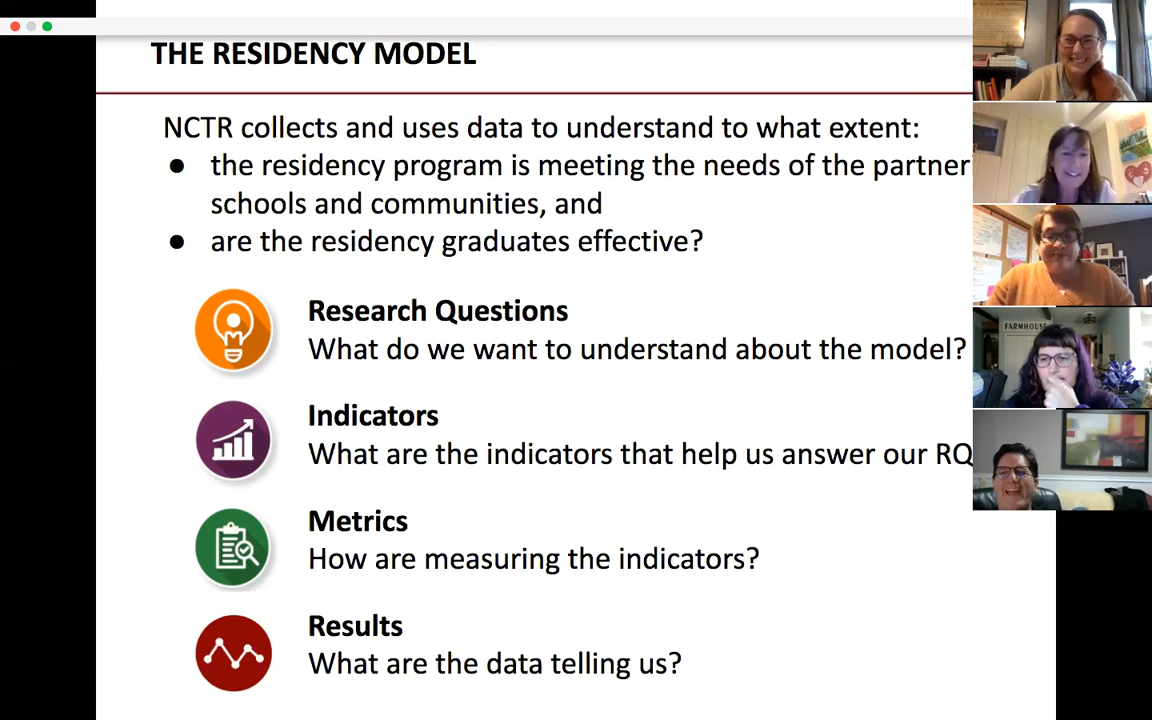 THE RESIDENCY MODEL
NCTR collects and uses data to understand to what extent:
● the residency program is meeting the needs of the partner
schools and communities, and
● are the residency graduates effective?
Research Questions
What do we want to understand about the model?
Indicators
What are the indicators that help us answer our RQ
Metrics
How are measuring the indicators?
Results
What are the data telling us?
FARMHOUSE